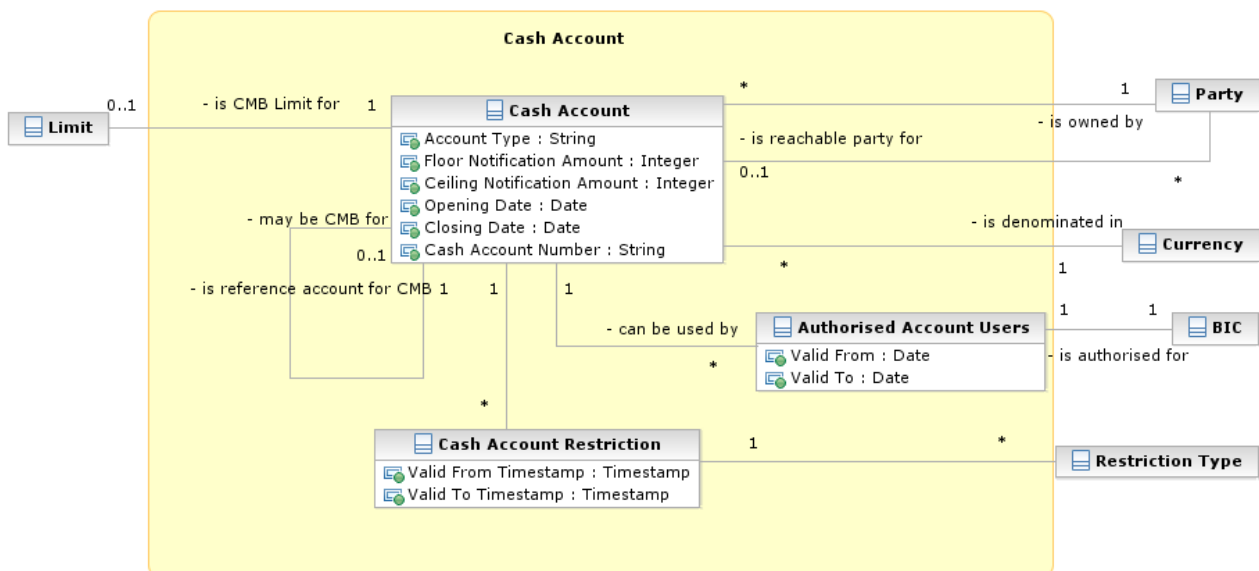 Cash Account
0..1
- is CMB Limit for
1
Limit
Cash Account
Account Type : String
Floor Notification Amount : Integer
Ceiling Notification Amount : Integer
Opening Date : Date
Closing Date : Date
Cash Account Number : String
*
1
Party
- is owned by
- is reachable party for
0..1
*
- may be CMB for
0..1
- is reference account for CMB
1
1
1
- is denominated in
*
1
Currency
- can be used by
*
Authorised Account Users
Valid From : Date
Valid To : Date
1
1
BIC
- is authorised for
*
Cash Account Restriction
Valid From Timestamp : Timestamp
Valid To Timestamp : Timestamp
1
*
Restriction Type